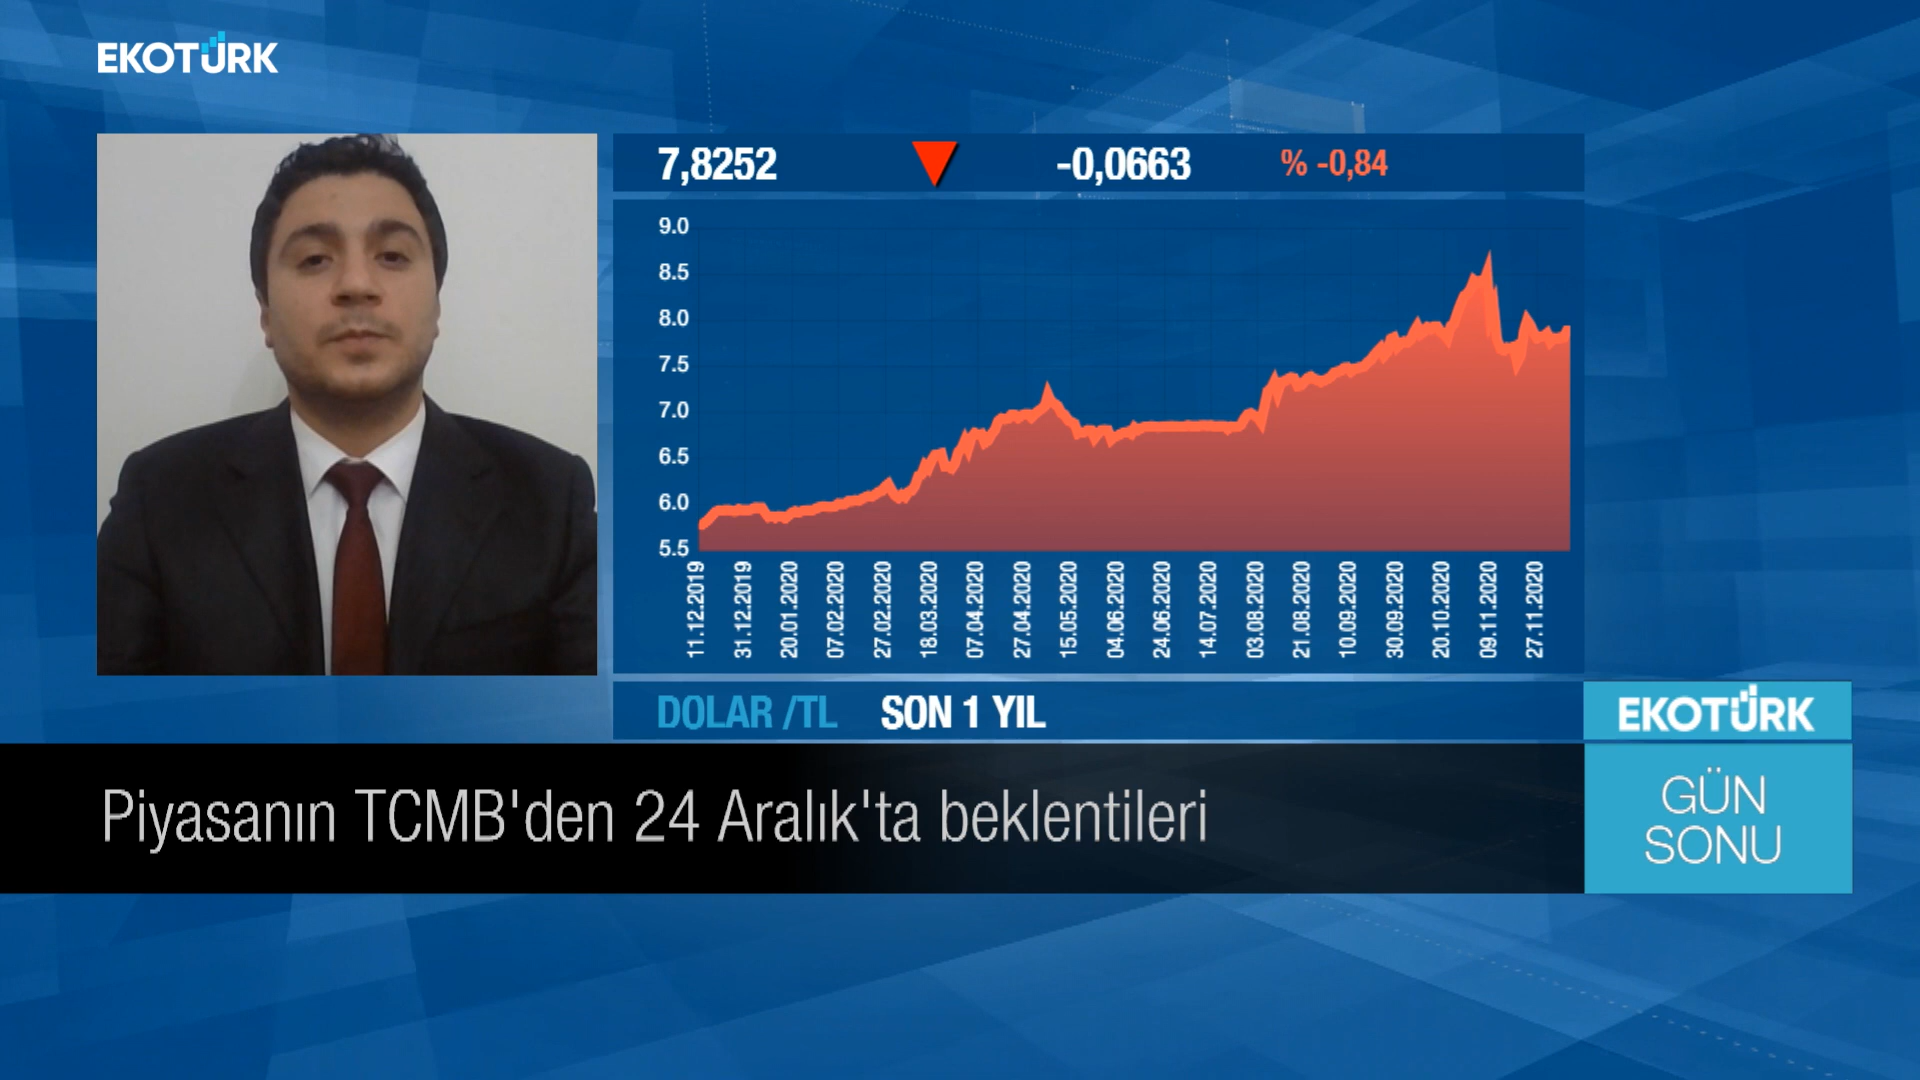 EKOTÜRK
7,8252 -0,0663 % -0,84
9.0
8.5
8.0
7.5
7.0
6.5
6.0
5.5
11.12.2019 31.12.2019 20.01.2020 07.02.2020 27.02.2020 18.03.2020 07.04.2020 27.04.2020 15.05.2020 04.06.2020 24.06.2020 14.07.2020 03.08.2020 21.08.2020 10.09.2020 30.09.2020 20.10.2020 09.11.2020 27.11.2020
DOLAR /TL SON 1 YIL
EKOTÜRK
Piyasanın TCMB'den 24 Aralık'ta beklentileri
GÜN
SONU